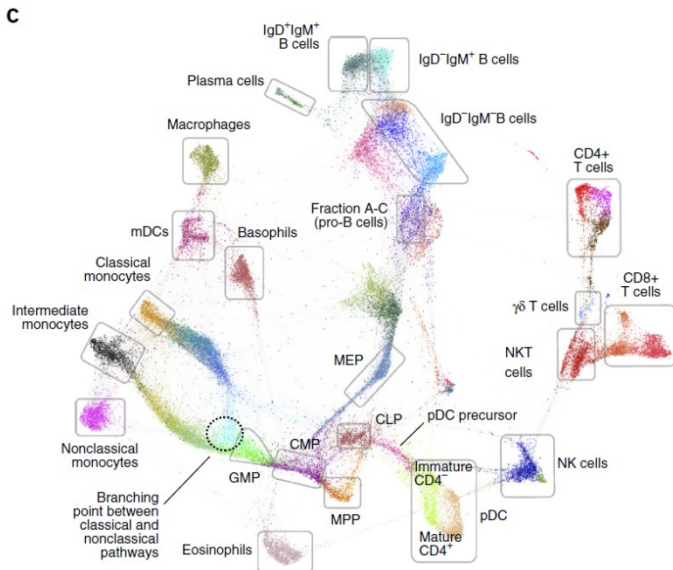 c
IgD+IgM+
B cells
IgD–IgM+ B cells
Plasma cells
IgD–IgM–B cells
Macrophages
CD4+
T cells
Fraction A-C
(pro-B cells)
mDCs
Basophils
Classical
monocytes
γδ T cells
CD8+
T cells
Intermediate
monocytes
NKT
cells
MEP
CLP
pDC precursor
Nonclassical
monocytes
CMP
GMP
Immature
CD4–
NK cells
MPP
pDC
Branching
point between
classical and
nonclassical
pathways
Mature
CD4+
Eosinophils